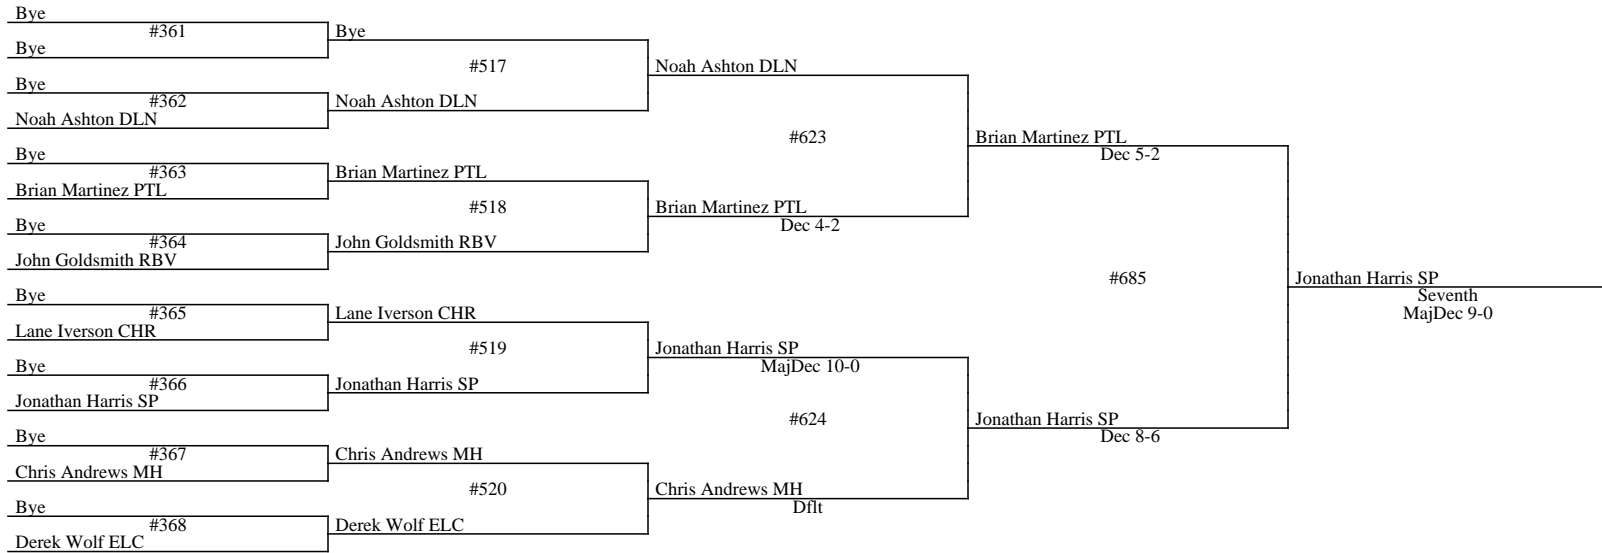 Bye
#361
Bye
Bye
#517
Bye
#362
Noah Ashton DLN
Noah Ashton DLN
Noah Ashton DLN
#623
Bye
#363
Brian Martinez PTL
Brian Martinez PTL
#518
Bye
#364
John Goldsmith RBV
John Goldsmith RBV
Brian Martinez PTL
Dec 4-2
Brian Martinez PTL
Dec 5-2
#685
Bye
#365
Lane Iverson CHR
Lane Iverson CHR
#519
Bye
#366
Jonathan Harris SP
Jonathan Harris SP
Jonathan Harris SP
MajDec 10-0
#624
Bye
#367
Chris Andrews MH
Chris Andrews MH
#520
Bye
#368
Derek Wolf ELC
Derek Wolf ELC
Chris Andrews MH
Dflt
Jonathan Harris SP
Dec 8-6
Jonathan Harris SP
Seventh
MajDec 9-0